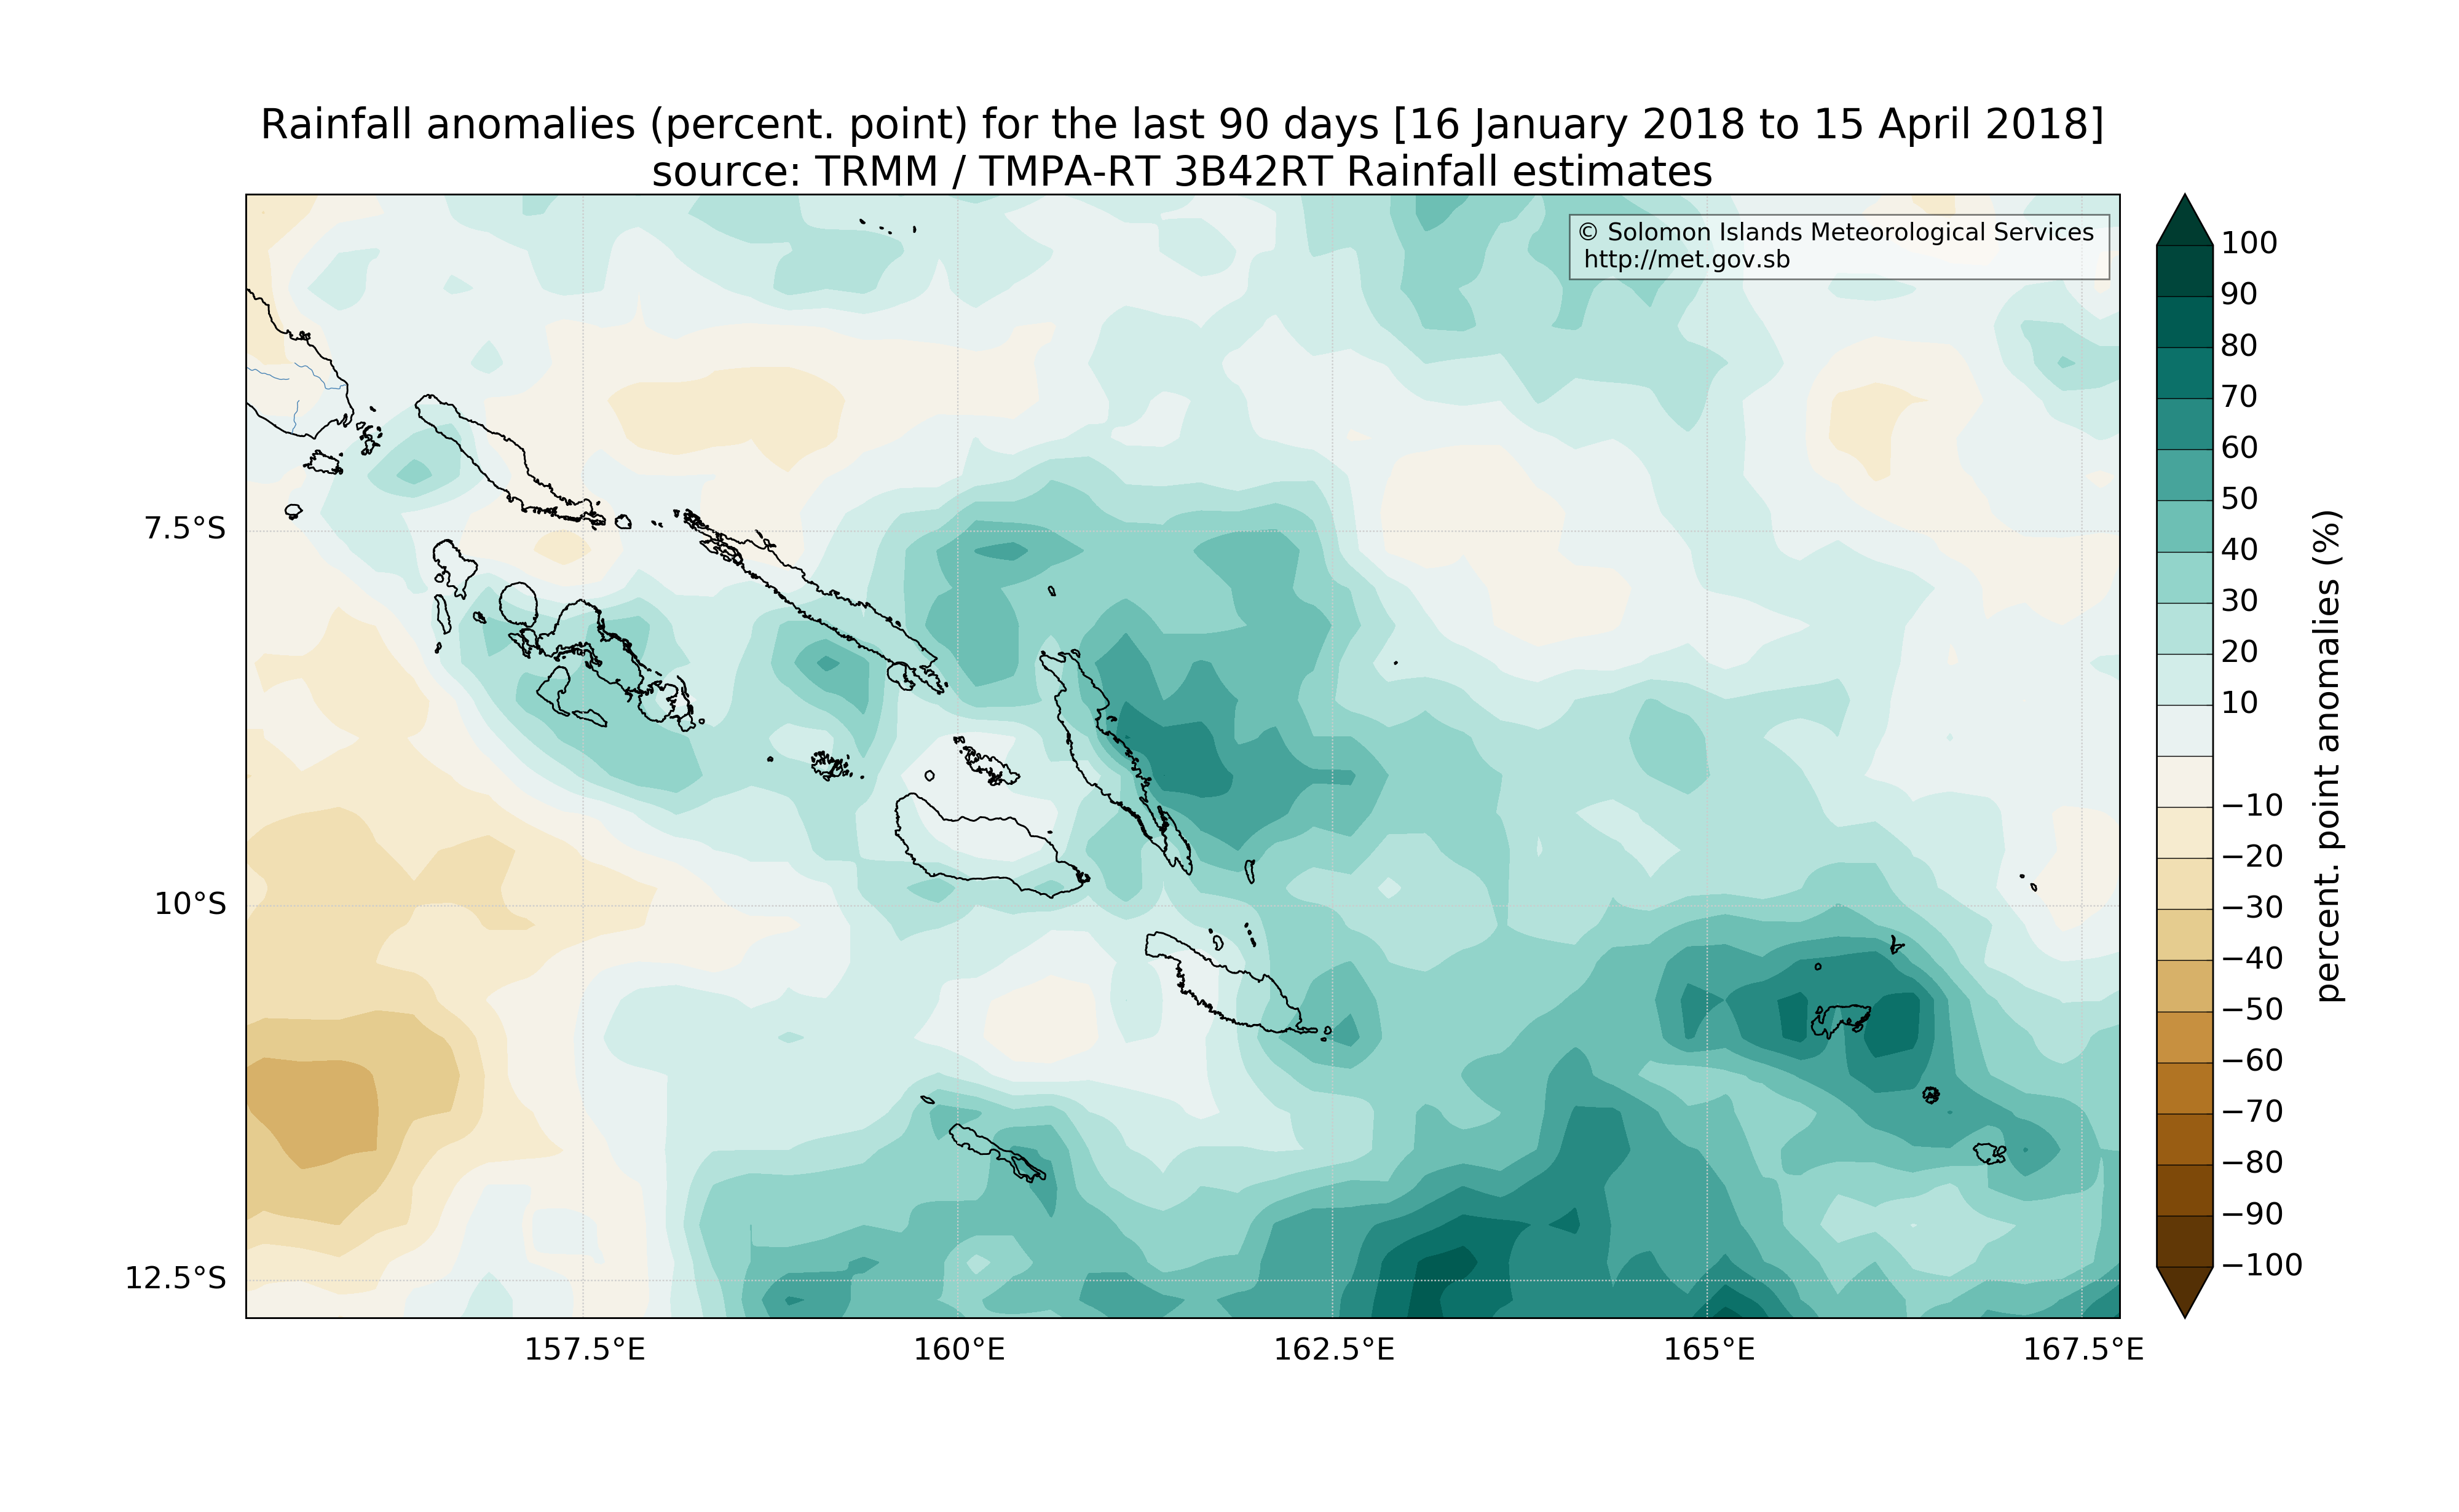 Rainfall anomalies (percent. point) for the last 90 days [16 January 2018 to 15 April 2018]
source: TRMM / TMPA-RT 3B42RT Rainfall estimates
© Solomon Islands Meteorological Services
http://met.gov.sb
7.5°S
10°S
12.5°S
157.5°E
160°E
162.5°E
165°E
167.5°E
100
90
80
70
60
50
40
30
20
10
−10
−20
−30
−40
−50
−60
−70
−80
−90
−100
percent. point anomalies (%)